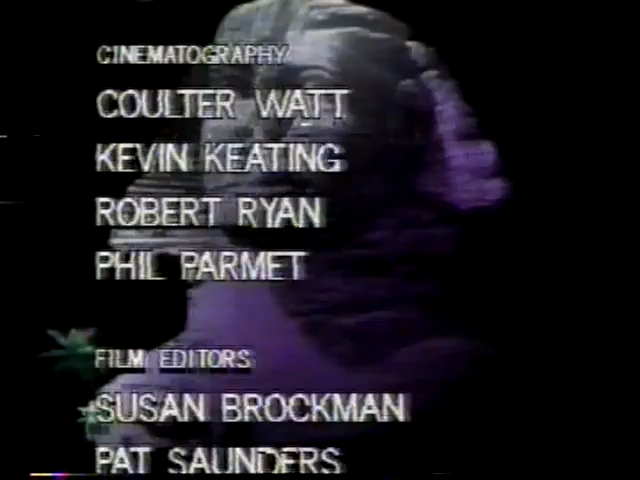 CINEMATOGRAPHY
COULTER WATT
KEVIN KEATING
ROBERT RYAN
PHIL PARMET
FILM EDITORS
SUSAN BROCKMAN
PAT SAUNDERS